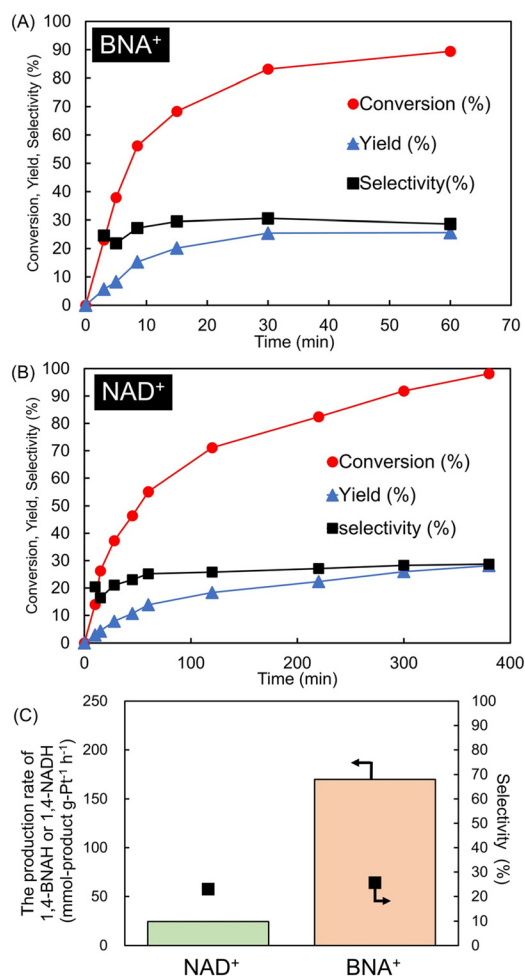 (A)
BNA⁺
Conversion, Yield, Selectivity (%)
100
90
80
70
60
50
40
30
20
10
0
Conversion (%)
Yield (%)
Selectivity(%)
0 10 20 30 40 50 60 70
Time (min)
(B)
NAD⁺
Conversion, Yield, Selectivity (%)
100
90
80
70
60
50
40
30
20
10
0
Conversion (%)
Yield (%)
selectivity (%)
0 100 200 300 400
Time (min)
(C)
The production rate of
1,4-BNAH or 1,4-NADH
(mmol-product g-Pt⁻¹ h⁻¹)
250
200
150
100
50
0
100
90
80
70
60
50
40
30
20
10
0
Selectivity (%)
NAD⁺ BNA⁺